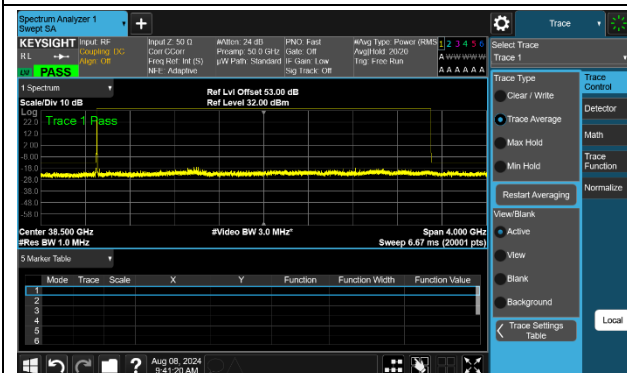 Spectrum Analyzer 1
Swept SA
+
Trace
KEYSIGHT
RL
Input: RF
Coupling: DC
Align: Off
Input Z: 50 Ω
Corr CCorr
Freq Ref: Int (S)
NFE: Adaptive
#Atten: 24 dB
Preamp: 50.0 GHz
µW Path: Standard
PNO: Fast
Gate: Off
IF Gain: Low
Sig Track: Off
#Avg Type: Power (RMS
Avg|Hold: 20/20
Trig: Free Run
1 2 3 4 5 6
A W W W W W
A A A A A A
PASS
Select Trace
Trace 1
1 Spectrum
Scale/Div 10 dB
Ref Lvl Offset 53.00 dB
Ref Level 32.00 dBm
Log
Trace 1 Pass
22.0
12.0
2.00
-8.00
-18.0
-28.0
-38.0
-48.0
-58.0
Center 38.500 GHz
#Res BW 1.0 MHz
#Video BW 3.0 MHz*
Span 4.000 GHz
Sweep 6.67 ms (20001 pts)
5 Marker Table
Mode Trace Scale X Y Function Function Width Function Value
1
2
3
4
5
6
Trace Type
Clear / Write
Trace Average
Max Hold
Min Hold
Restart Averaging
View/Blank
Active
View
Blank
Background
Trace Settings
Table
Trace
Control
Detector
Math
Trace
Function
Normalize
Local
?
Aug 08, 2024
9:41:20 AM